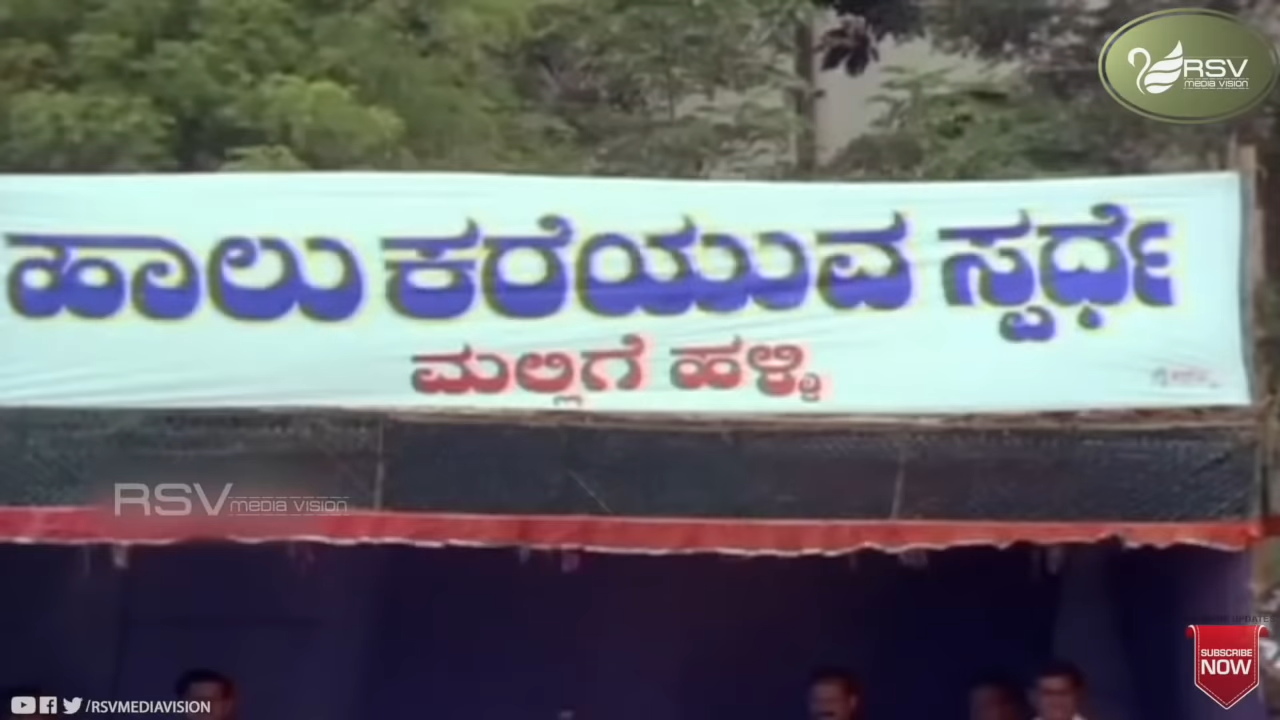 RSV
media vision
ಹಾಲು ಕರೆಯುವ ಸ್ಪರ್ಧೆ
ಮಲ್ಲಿಗೆ ಹಳ್ಳಿ
RSV media vision
SUBSCRIBE
NOW
/RSVMEDIAVISION